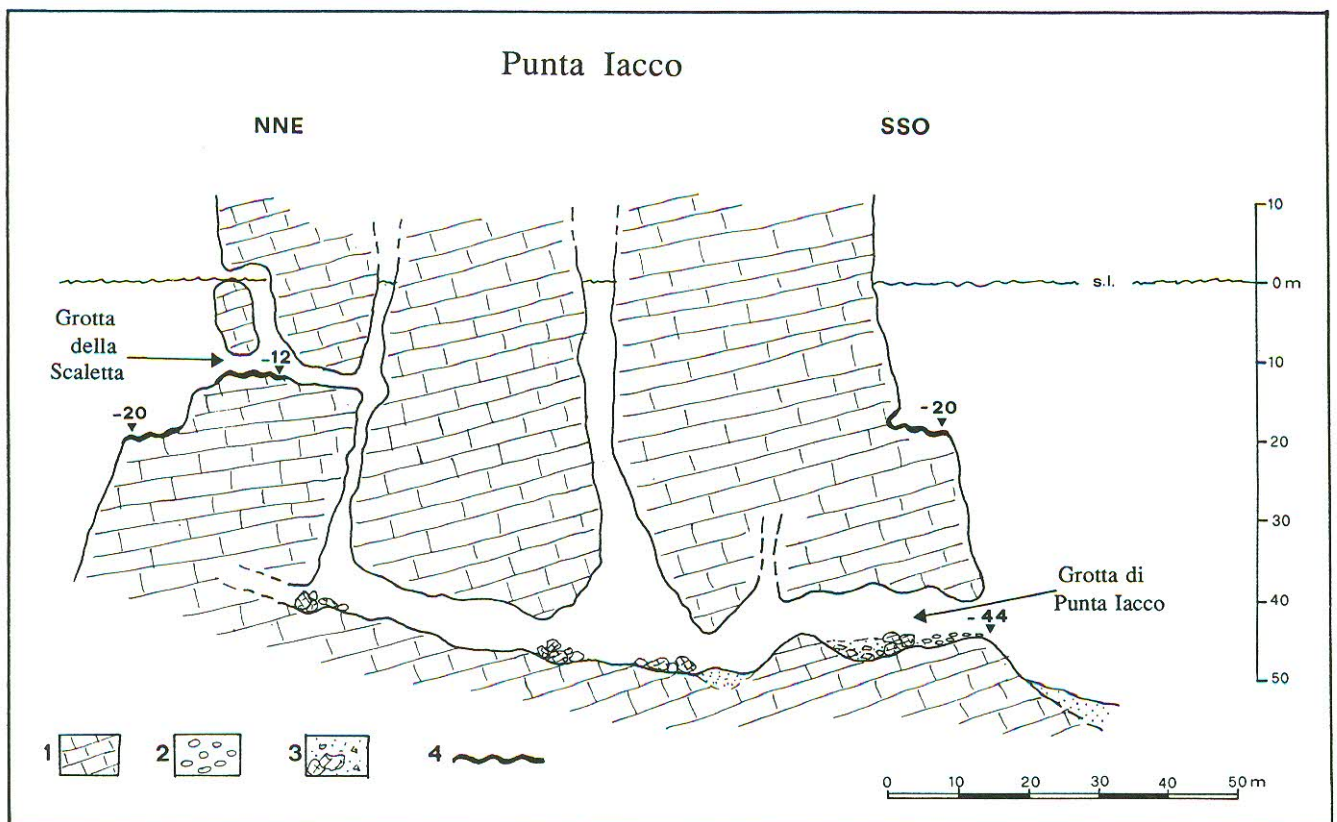 Punta Iacco
NNE
SSO
10
0 m
s.l.
Grotta
della
Scaletta
10
-12
-20
-20
20
30
Grotta di
Punta Iacco
40
-44
50
1
2
3
4
0 10 20 30 40 50 m